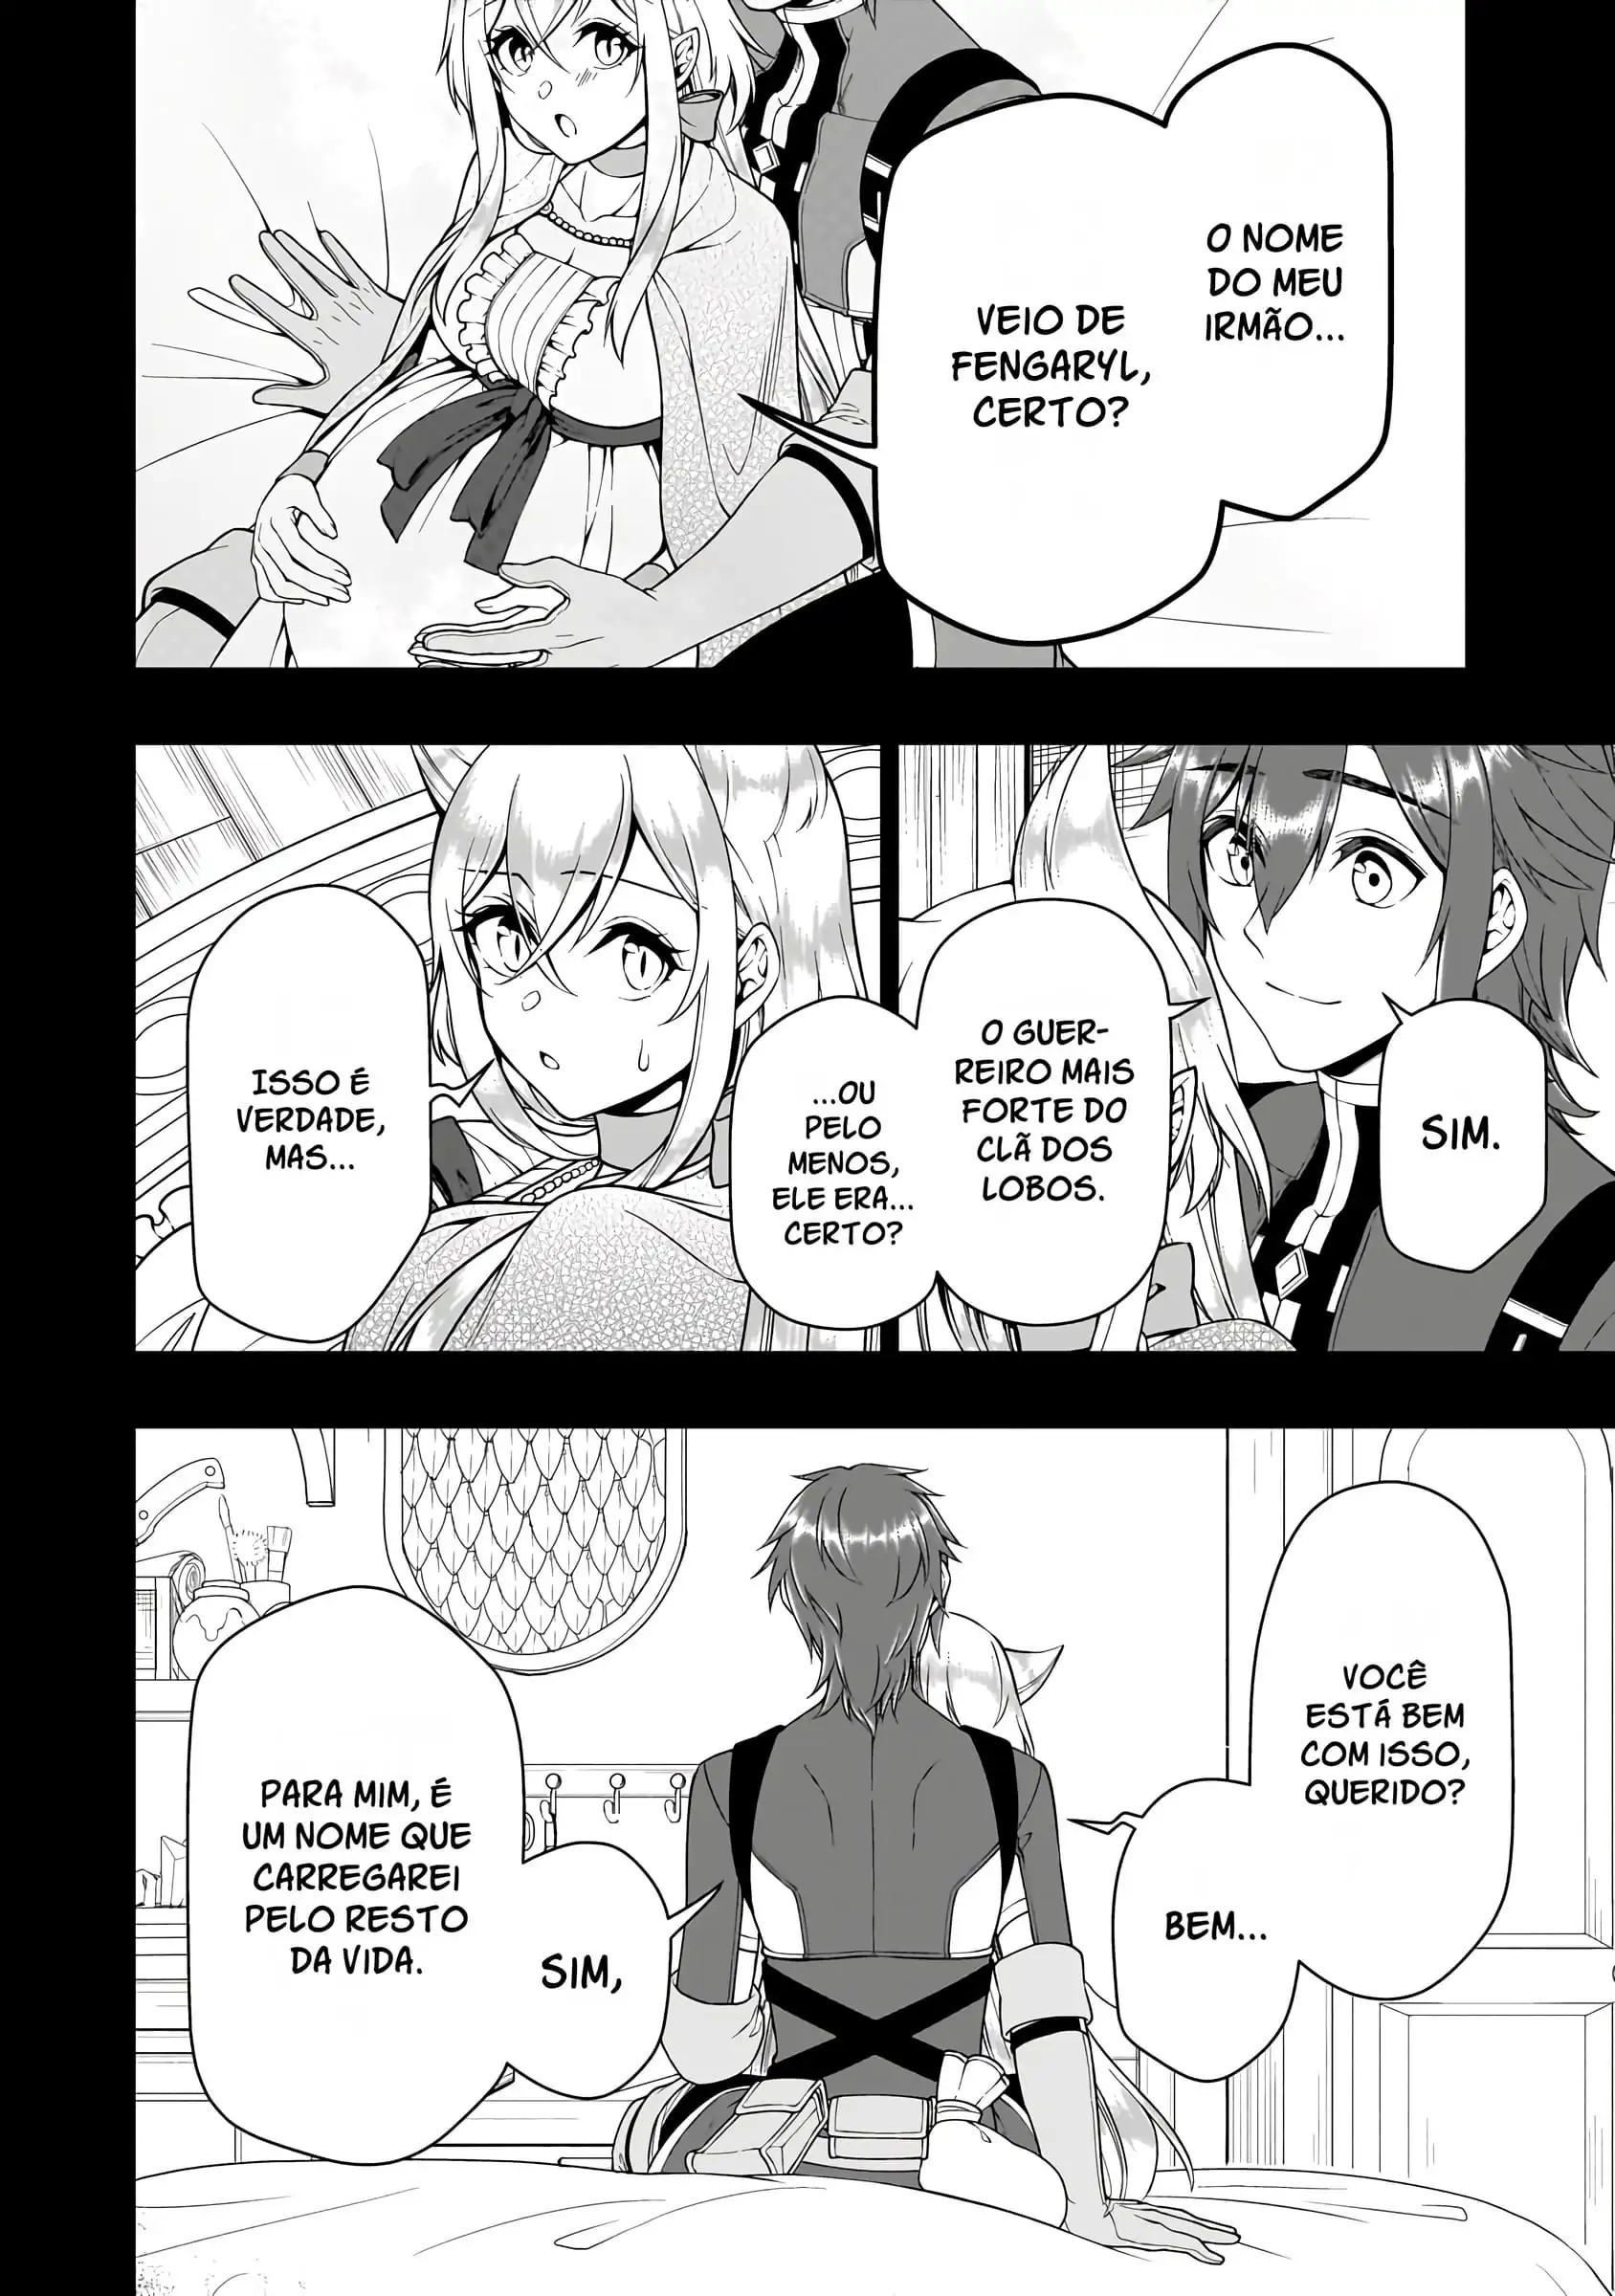 O NOME
DO MEU
IRMÃO...
VEIO DE
FENGARYL,
CERTO?
SIM.
O GUER-
REIRO MAIS
FORTE DO
CLÃ DOS
LOBOS.
...OU
PELO
MENOS,
ELE ERA...
CERTO?
ISSO É
VERDADE,
MAS...
VOCÊ
ESTÁ BEM
COM ISSO,
QUERIDO?
BEM...
SIM,
PARA MIM, É
UM NOME QUE
CARREGAREI
PELO RESTO
DA VIDA.